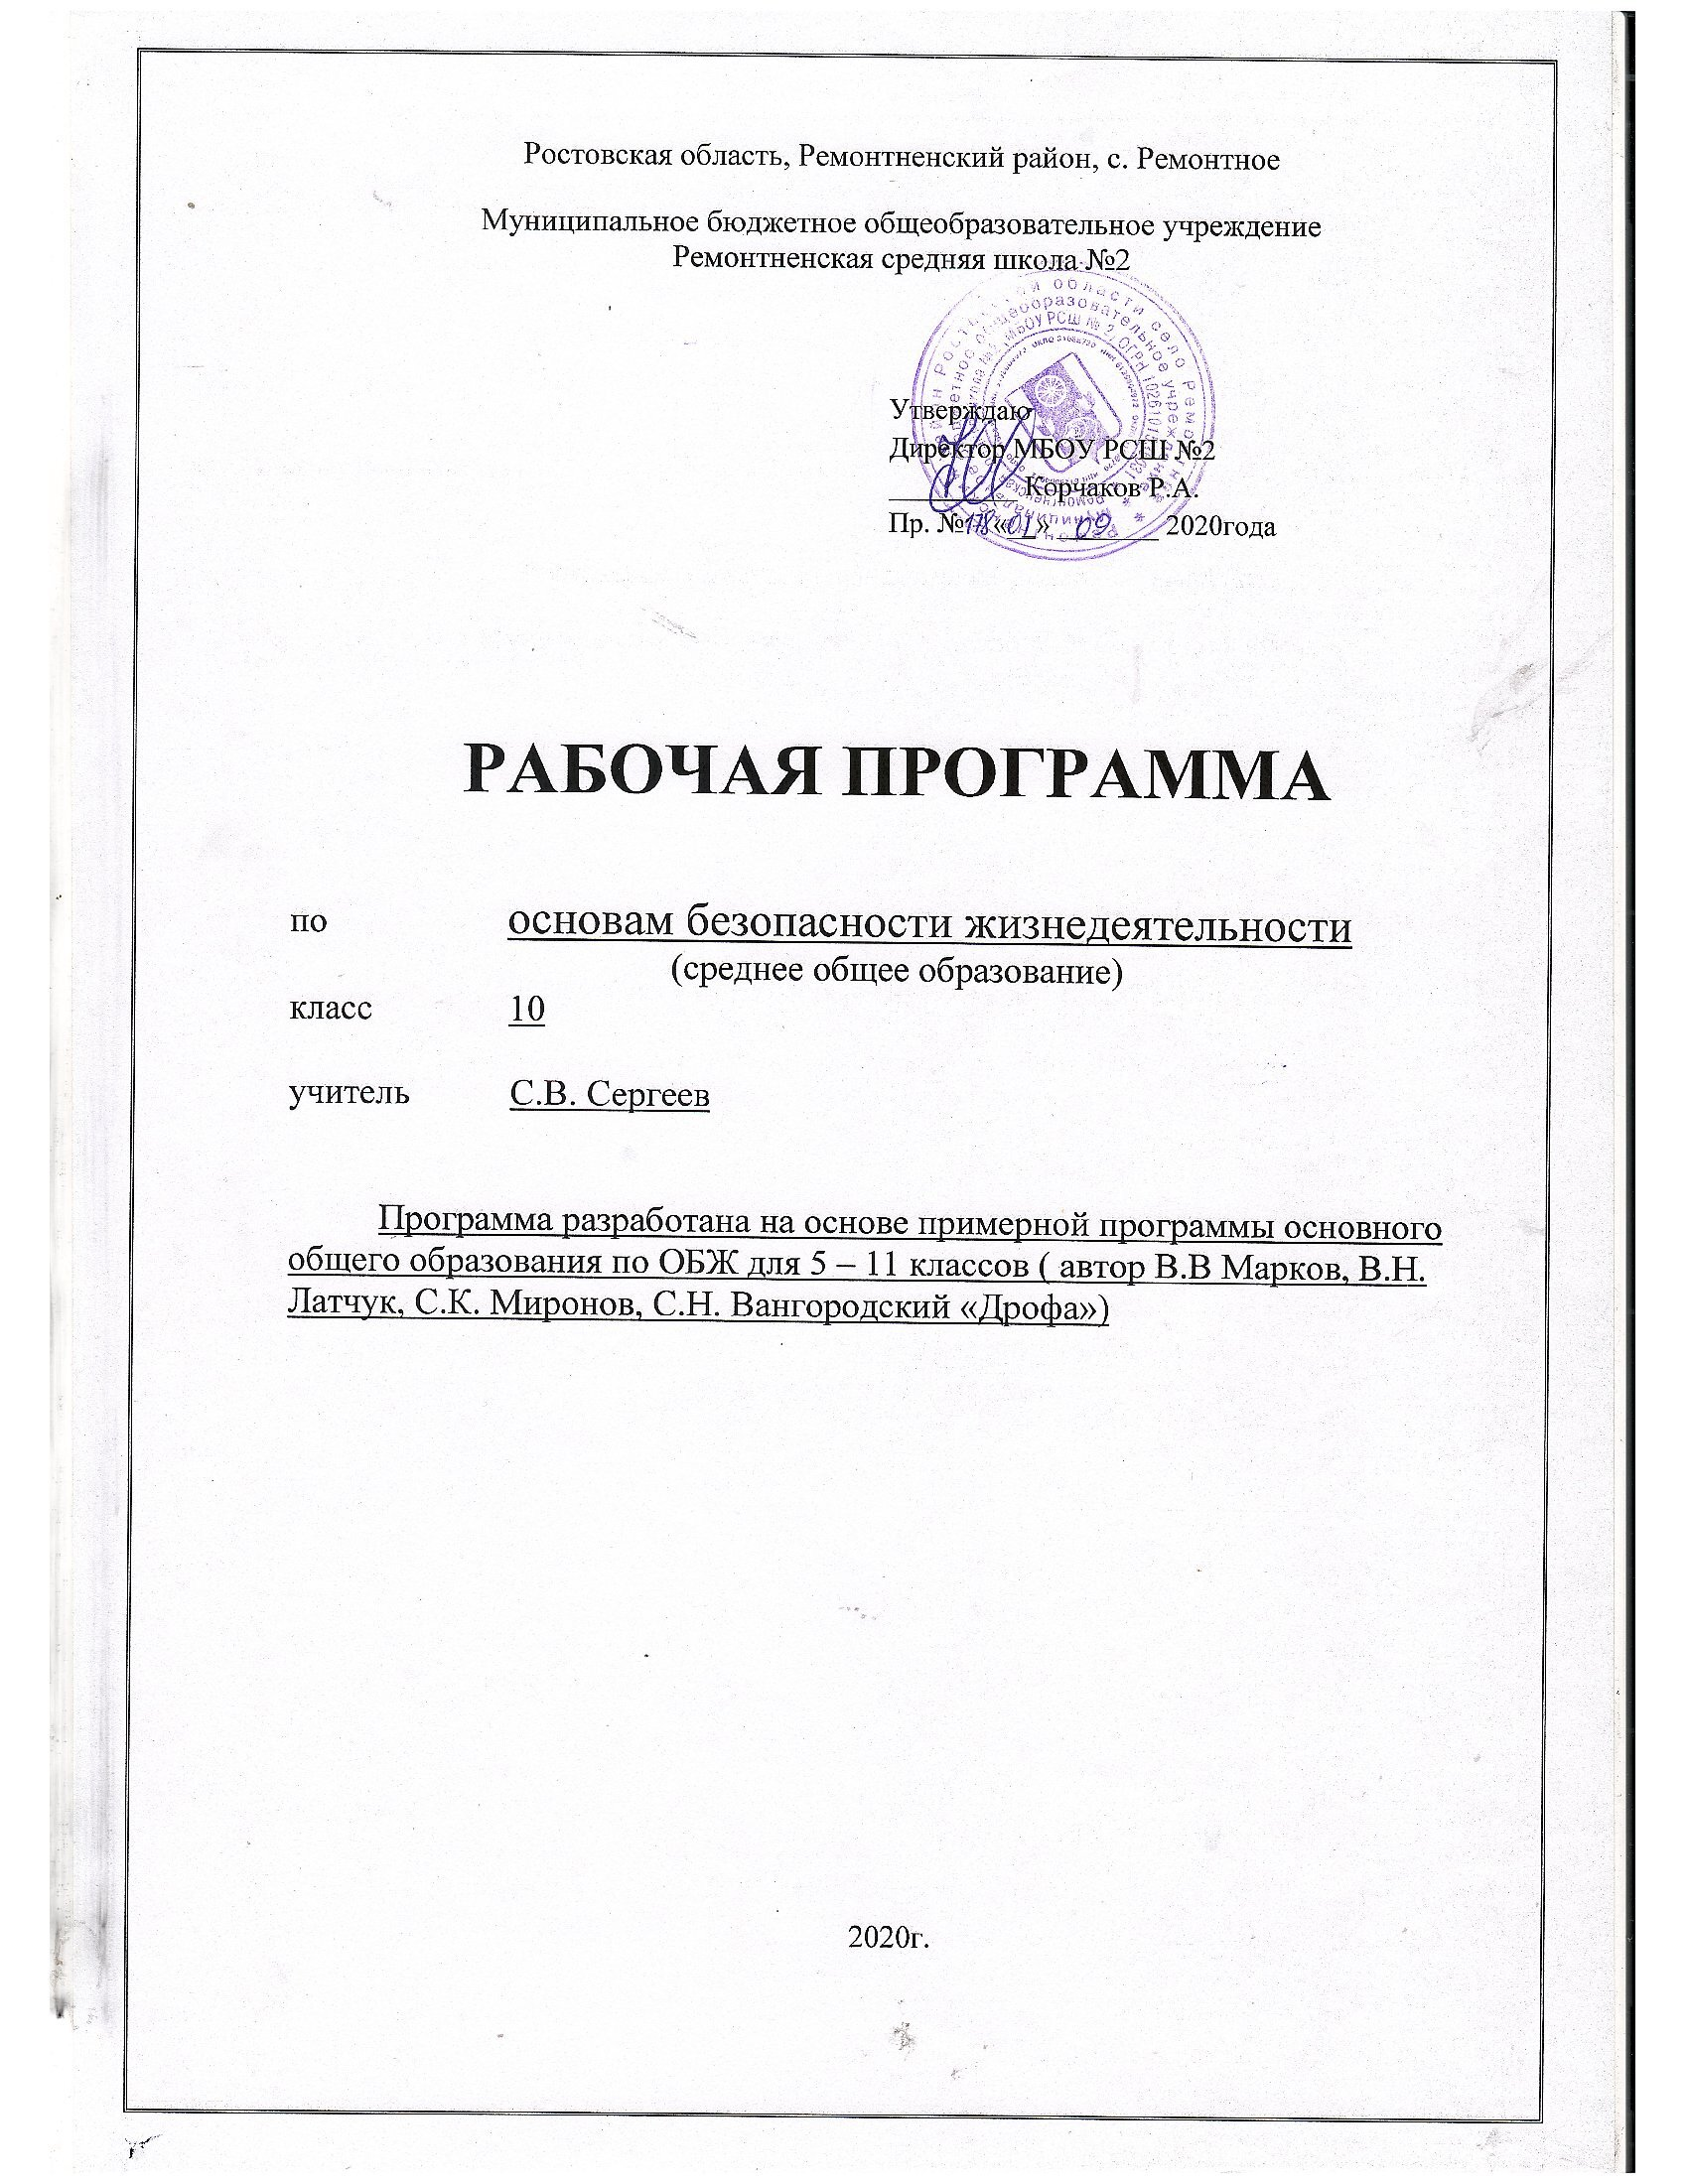 Ростовская область, Ремонтненский район, с. Ремонтное
Муниципальное бюджетное общеобразовательное учреждение
Ремонтненская средняя школа №2
Утверждаю
Директор МБОУ РСШ №2
Корчаков Р.А.
Пр. №178 «01» 09 2020года
РАБОЧАЯ ПРОГРАММА
по основам безопасности жизнедеятельности
(среднее общее образование)
класс 10
учитель С.В. Сергеев
Программа разработана на основе примерной программы основного
общего образования по ОБЖ для 5 – 11 классов ( автор В.В Марков, В.Н.
Латчук, С.К. Миронов, С.Н. Вангородский «Дрофа»)
2020г.